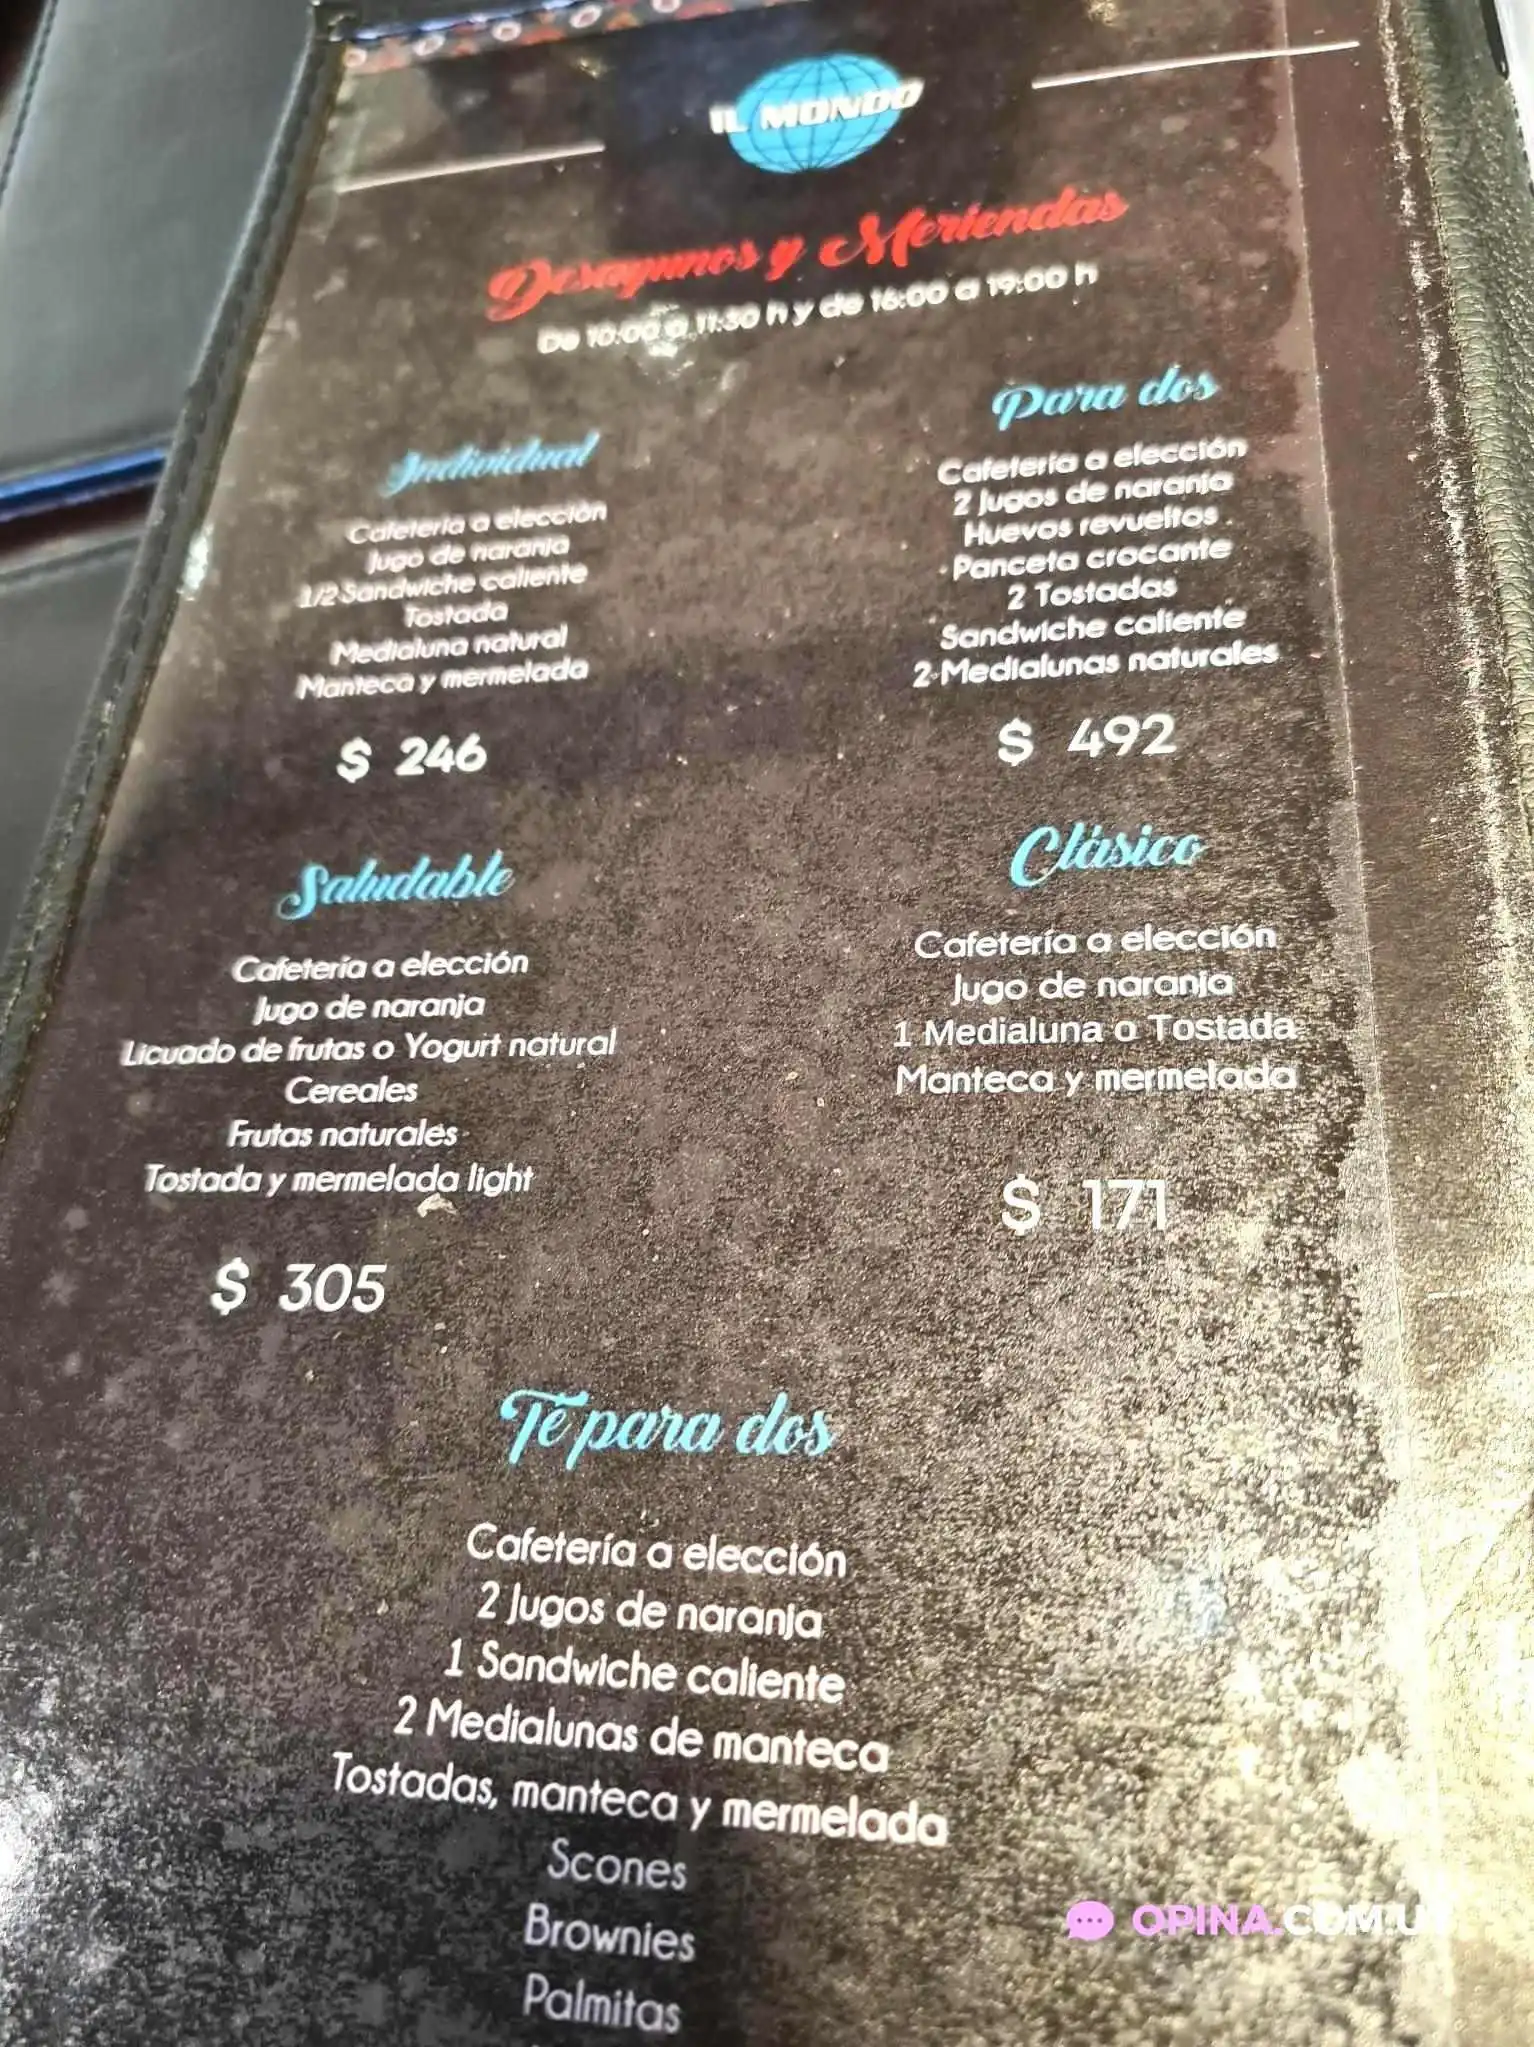 IL MONDO
Desayunos y Meriendas
De 10:00 a 11:30 h y de 16:00 a 19:00 h
Individual
Cafetería a elección
Jugo de naranja
1/2 Sandwiche caliente
Tostada
Medialuna natural
Manteca y mermelada
$ 246
Para dos
Cafetería a elección
2 Jugos de naranja
Huevos revueltos
Panceta crocante
2 Tostadas
Sandwiche caliente
2 Medialunas naturales
$ 492
Saludable
Cafetería a elección
Jugo de naranja
Licuado de frutas o Yogurt natural
Cereales
Frutas naturales
Tostada y mermelada light
$ 305
Clásico
Cafetería a elección
Jugo de naranja
1 Medialuna o Tostada
Manteca y mermelada
$ 171
Té para dos
Cafetería a elección
2 Jugos de naranja
1 Sandwiche caliente
2 Medialunas de manteca
Tostadas, manteca y mermelada
Scones
Brownies
Palmitas
OPINA.COM.UY